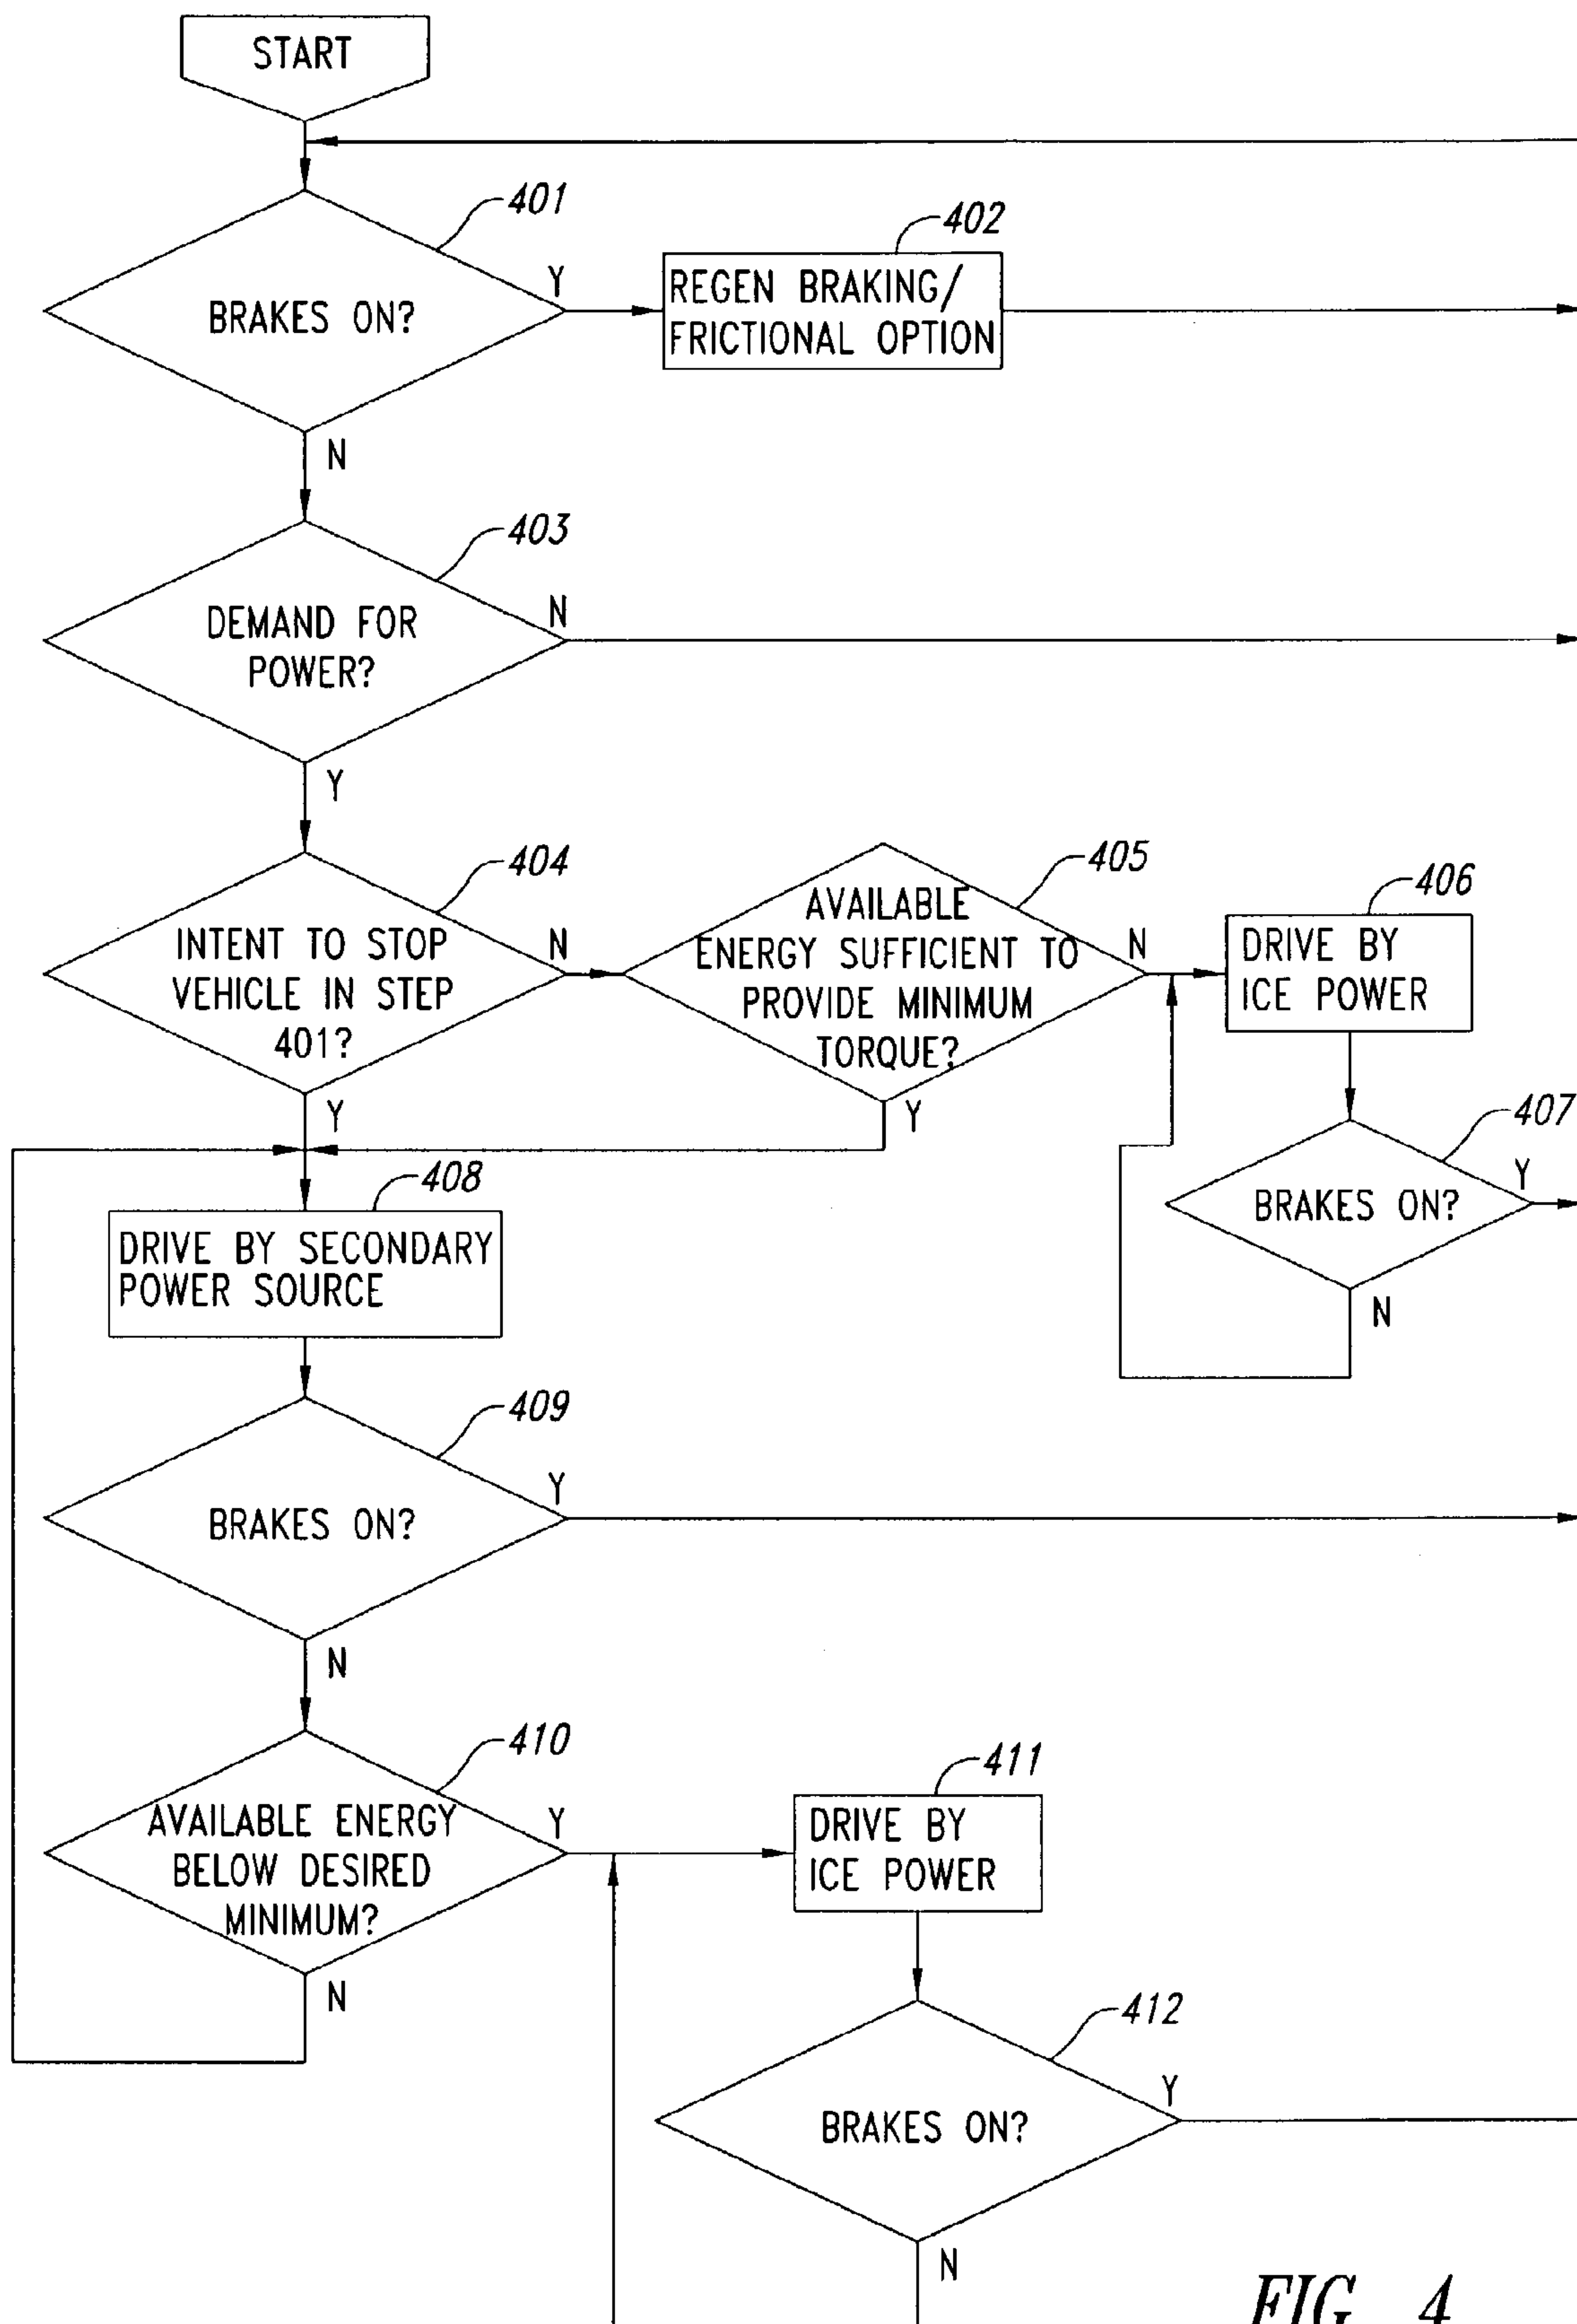 START
401
BRAKES ON?
Y
N
402
REGEN BRAKING/
FRICTIONAL OPTION
403
DEMAND FOR
POWER?
N
Y
404
INTENT TO STOP
VEHICLE IN STEP
401?
N
Y
405
AVAILABLE
ENERGY SUFFICIENT TO
PROVIDE MINIMUM
TORQUE?
N
Y
406
DRIVE BY
ICE POWER
407
BRAKES ON?
Y
N
408
DRIVE BY SECONDARY
POWER SOURCE
409
BRAKES ON?
Y
N
410
AVAILABLE ENERGY
BELOW DESIRED
MINIMUM?
Y
N
411
DRIVE BY
ICE POWER
412
BRAKES ON?
Y
N
FIG. 4